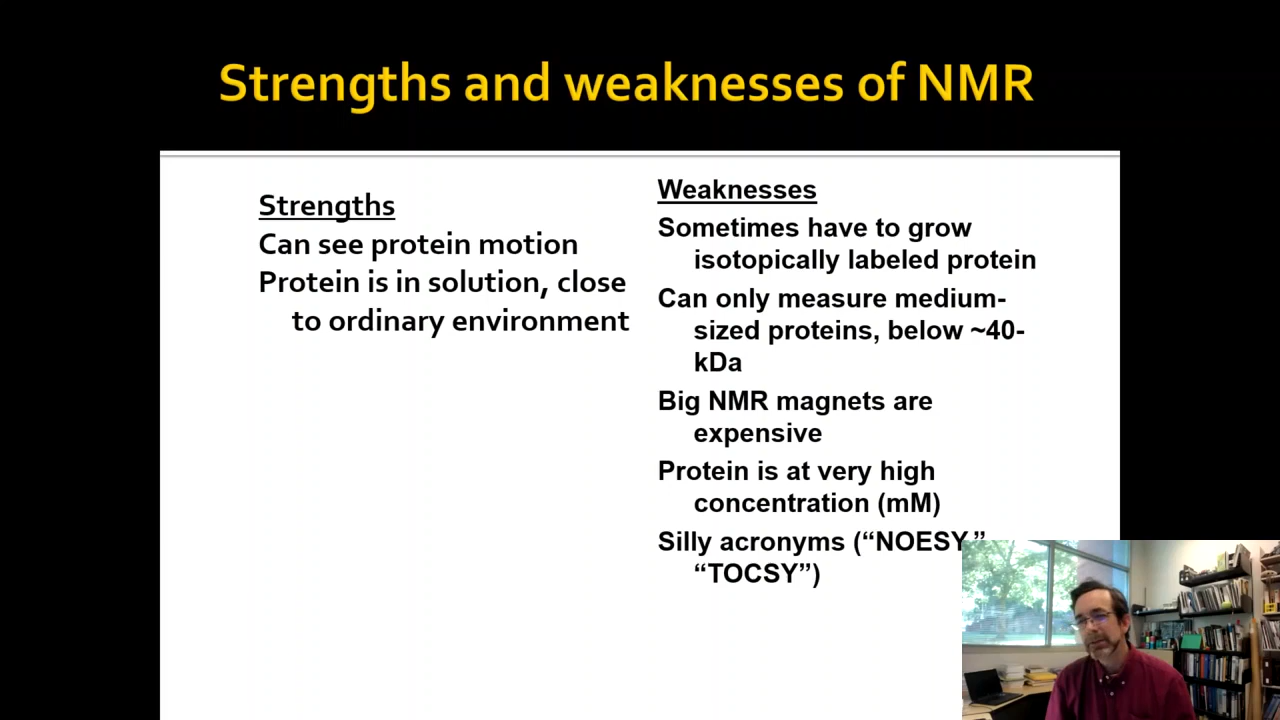 Strengths and weaknesses of NMR
Strengths
Can see protein motion
Protein is in solution, close
to ordinary environment
Weaknesses
Sometimes have to grow
isotopically labeled protein
Can only measure medium-
sized proteins, below ~40-
kDa
Big NMR magnets are
expensive
Protein is at very high
concentration (mM)
Silly acronyms (“NOESY,”
“TOCSY”)